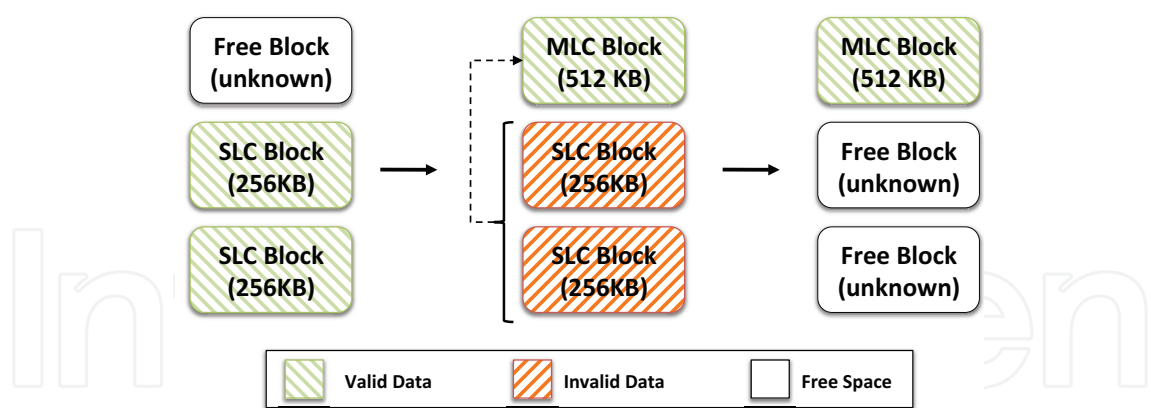 Free Block
(unknown)
MLC Block
(512 KB)
MLC Block
(512 KB)
SLC Block
(256KB)
SLC Block
(256KB)
Free Block
(unknown)
SLC Block
(256KB)
SLC Block
(256KB)
Free Block
(unknown)
Valid Data
Invalid Data
Free Space